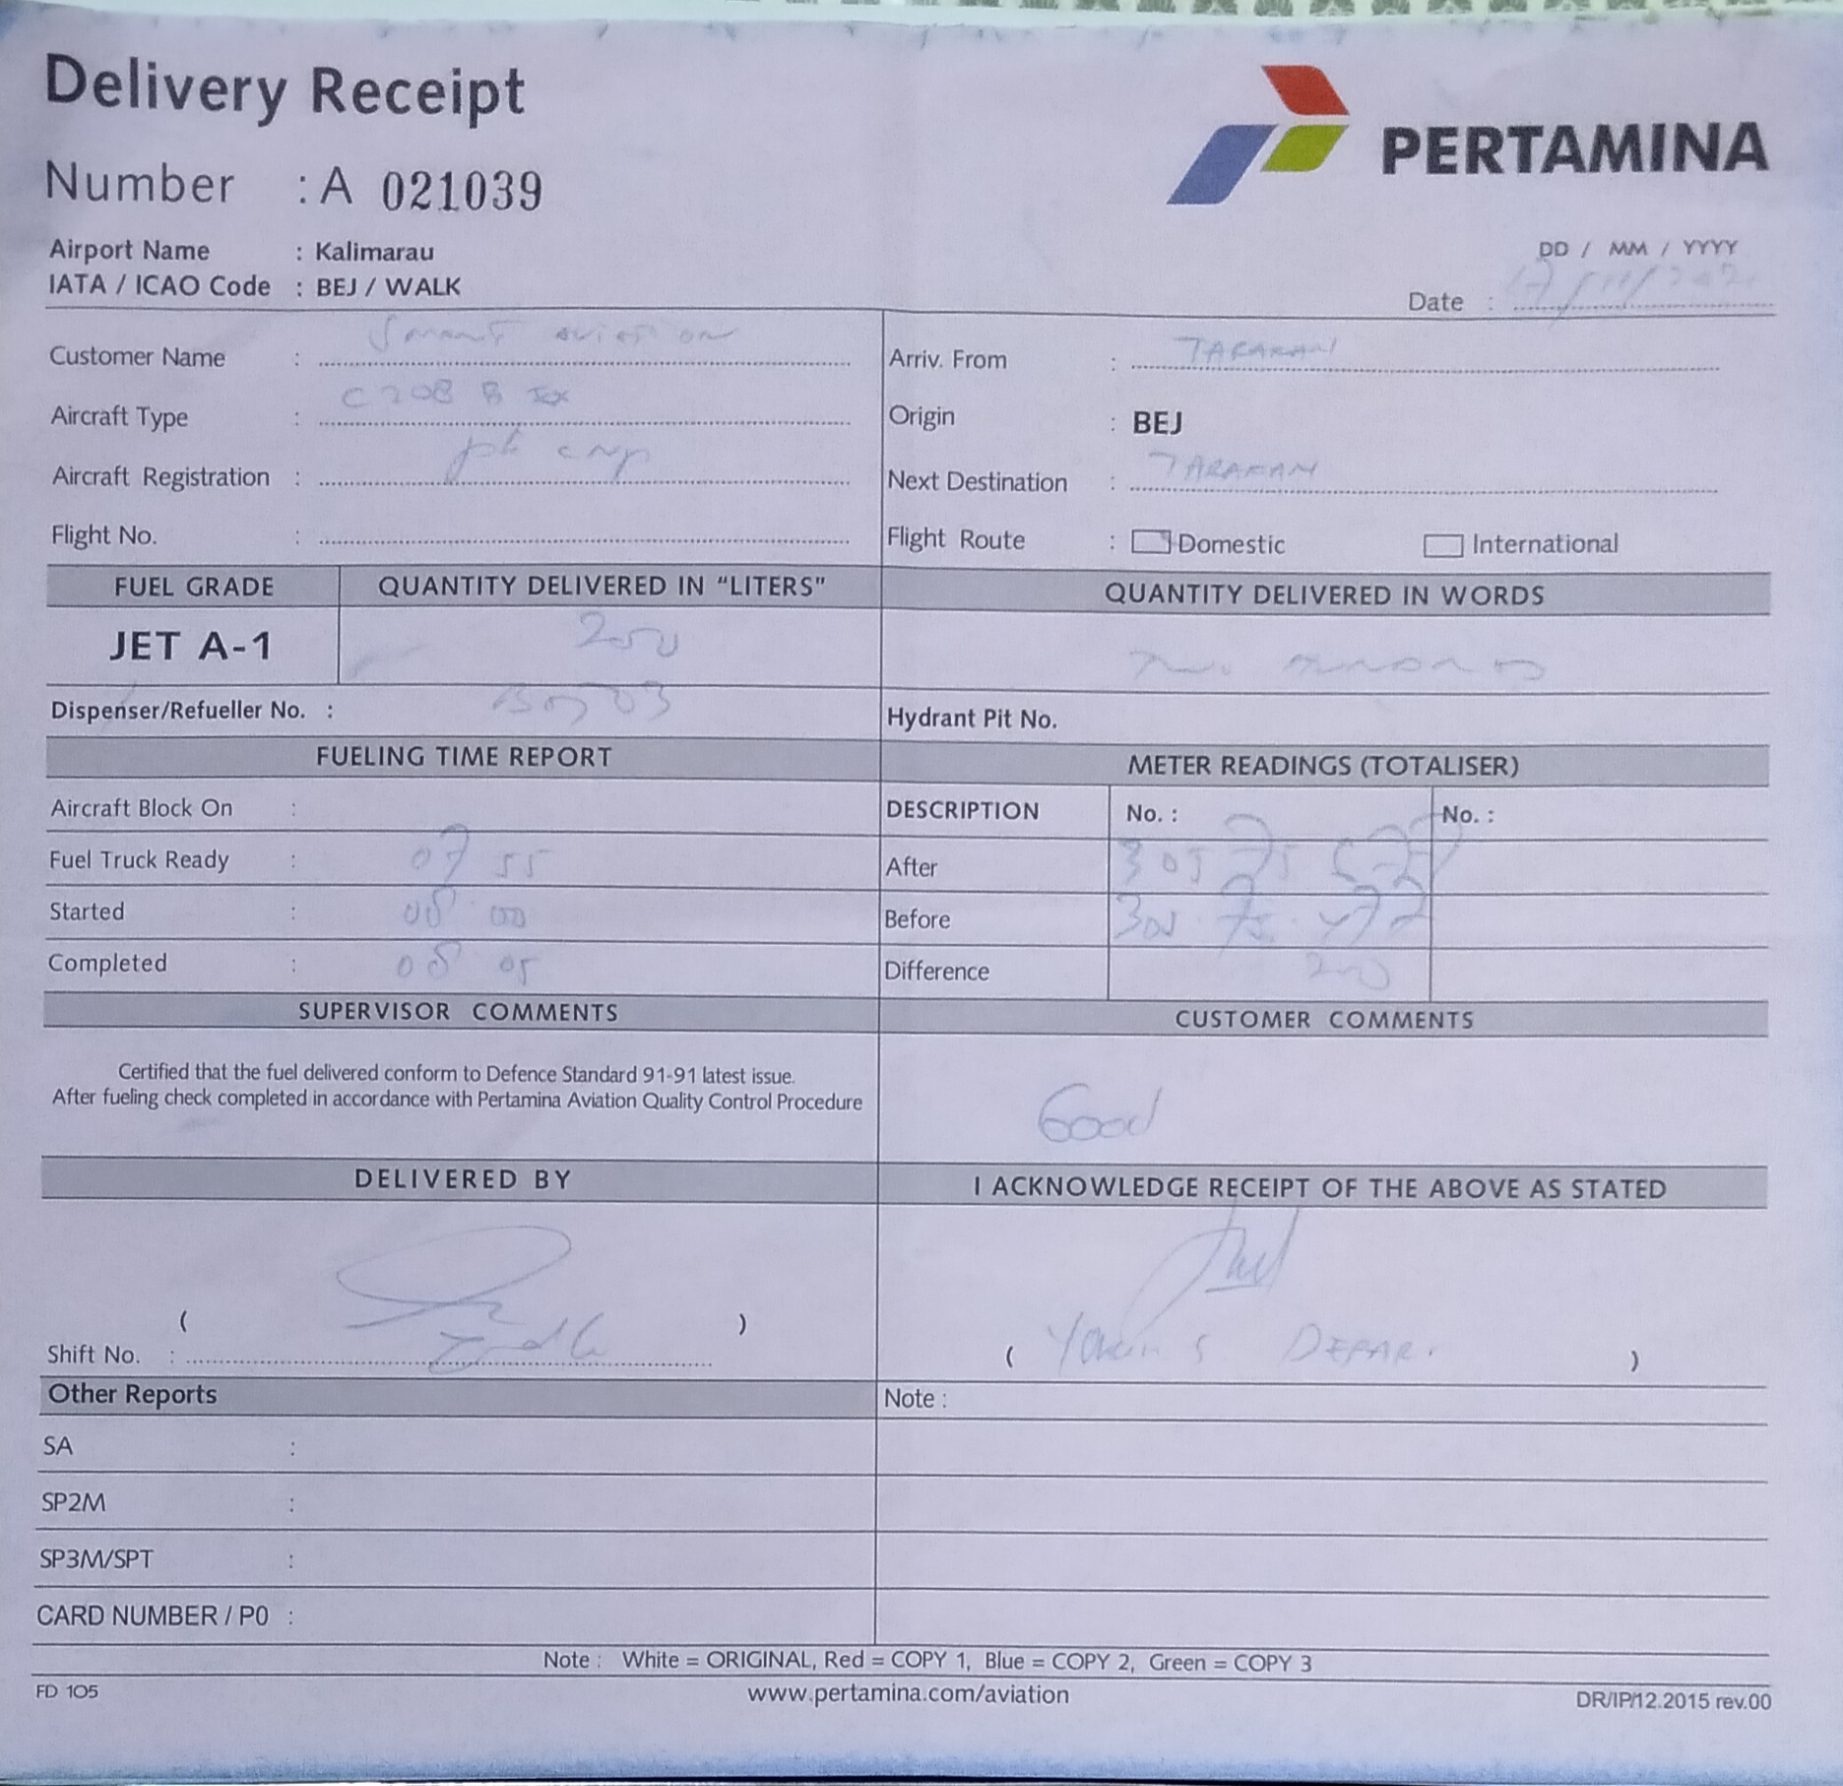 Delivery Receipt
PERTAMINA
Number : A 021039
Airport Name : Kalimarau
IATA / ICAO Code : BEJ / WALK
DD / MM / YYYY
Date :
Customer Name : Smart aviation
Arriv. From : TARAKAN
Aircraft Type : C208 B
Origin : BEJ
Aircraft Registration : pk
Next Destination : TARAKAN
Flight No. :
Flight Route : Domestic International
FUEL GRADE QUANTITY DELIVERED IN "LITERS" QUANTITY DELIVERED IN WORDS
JET A-1 200
Dispenser/Refueller No. :
Hydrant Pit No.
FUELING TIME REPORT METER READINGS (TOTALISER)
Aircraft Block On :
DESCRIPTION No. : No. :
Fuel Truck Ready : 07 55
After
Started : 08 00
Before
Completed : 08 05
Difference 200
SUPERVISOR COMMENTS CUSTOMER COMMENTS
Certified that the fuel delivered conform to Defence Standard 91-91 latest issue.
After fueling check completed in accordance with Pertamina Aviation Quality Control Procedure
Good
DELIVERED BY I ACKNOWLEDGE RECEIPT OF THE ABOVE AS STATED
( )
Shift No. :
( )
Other Reports Note :
SA :
SP2M :
SP3M/SPT :
CARD NUMBER / P0 :
Note : White = ORIGINAL, Red = COPY 1, Blue = COPY 2, Green = COPY 3
FD 105 www.pertamina.com/aviation DR/IP/12.2015 rev.00